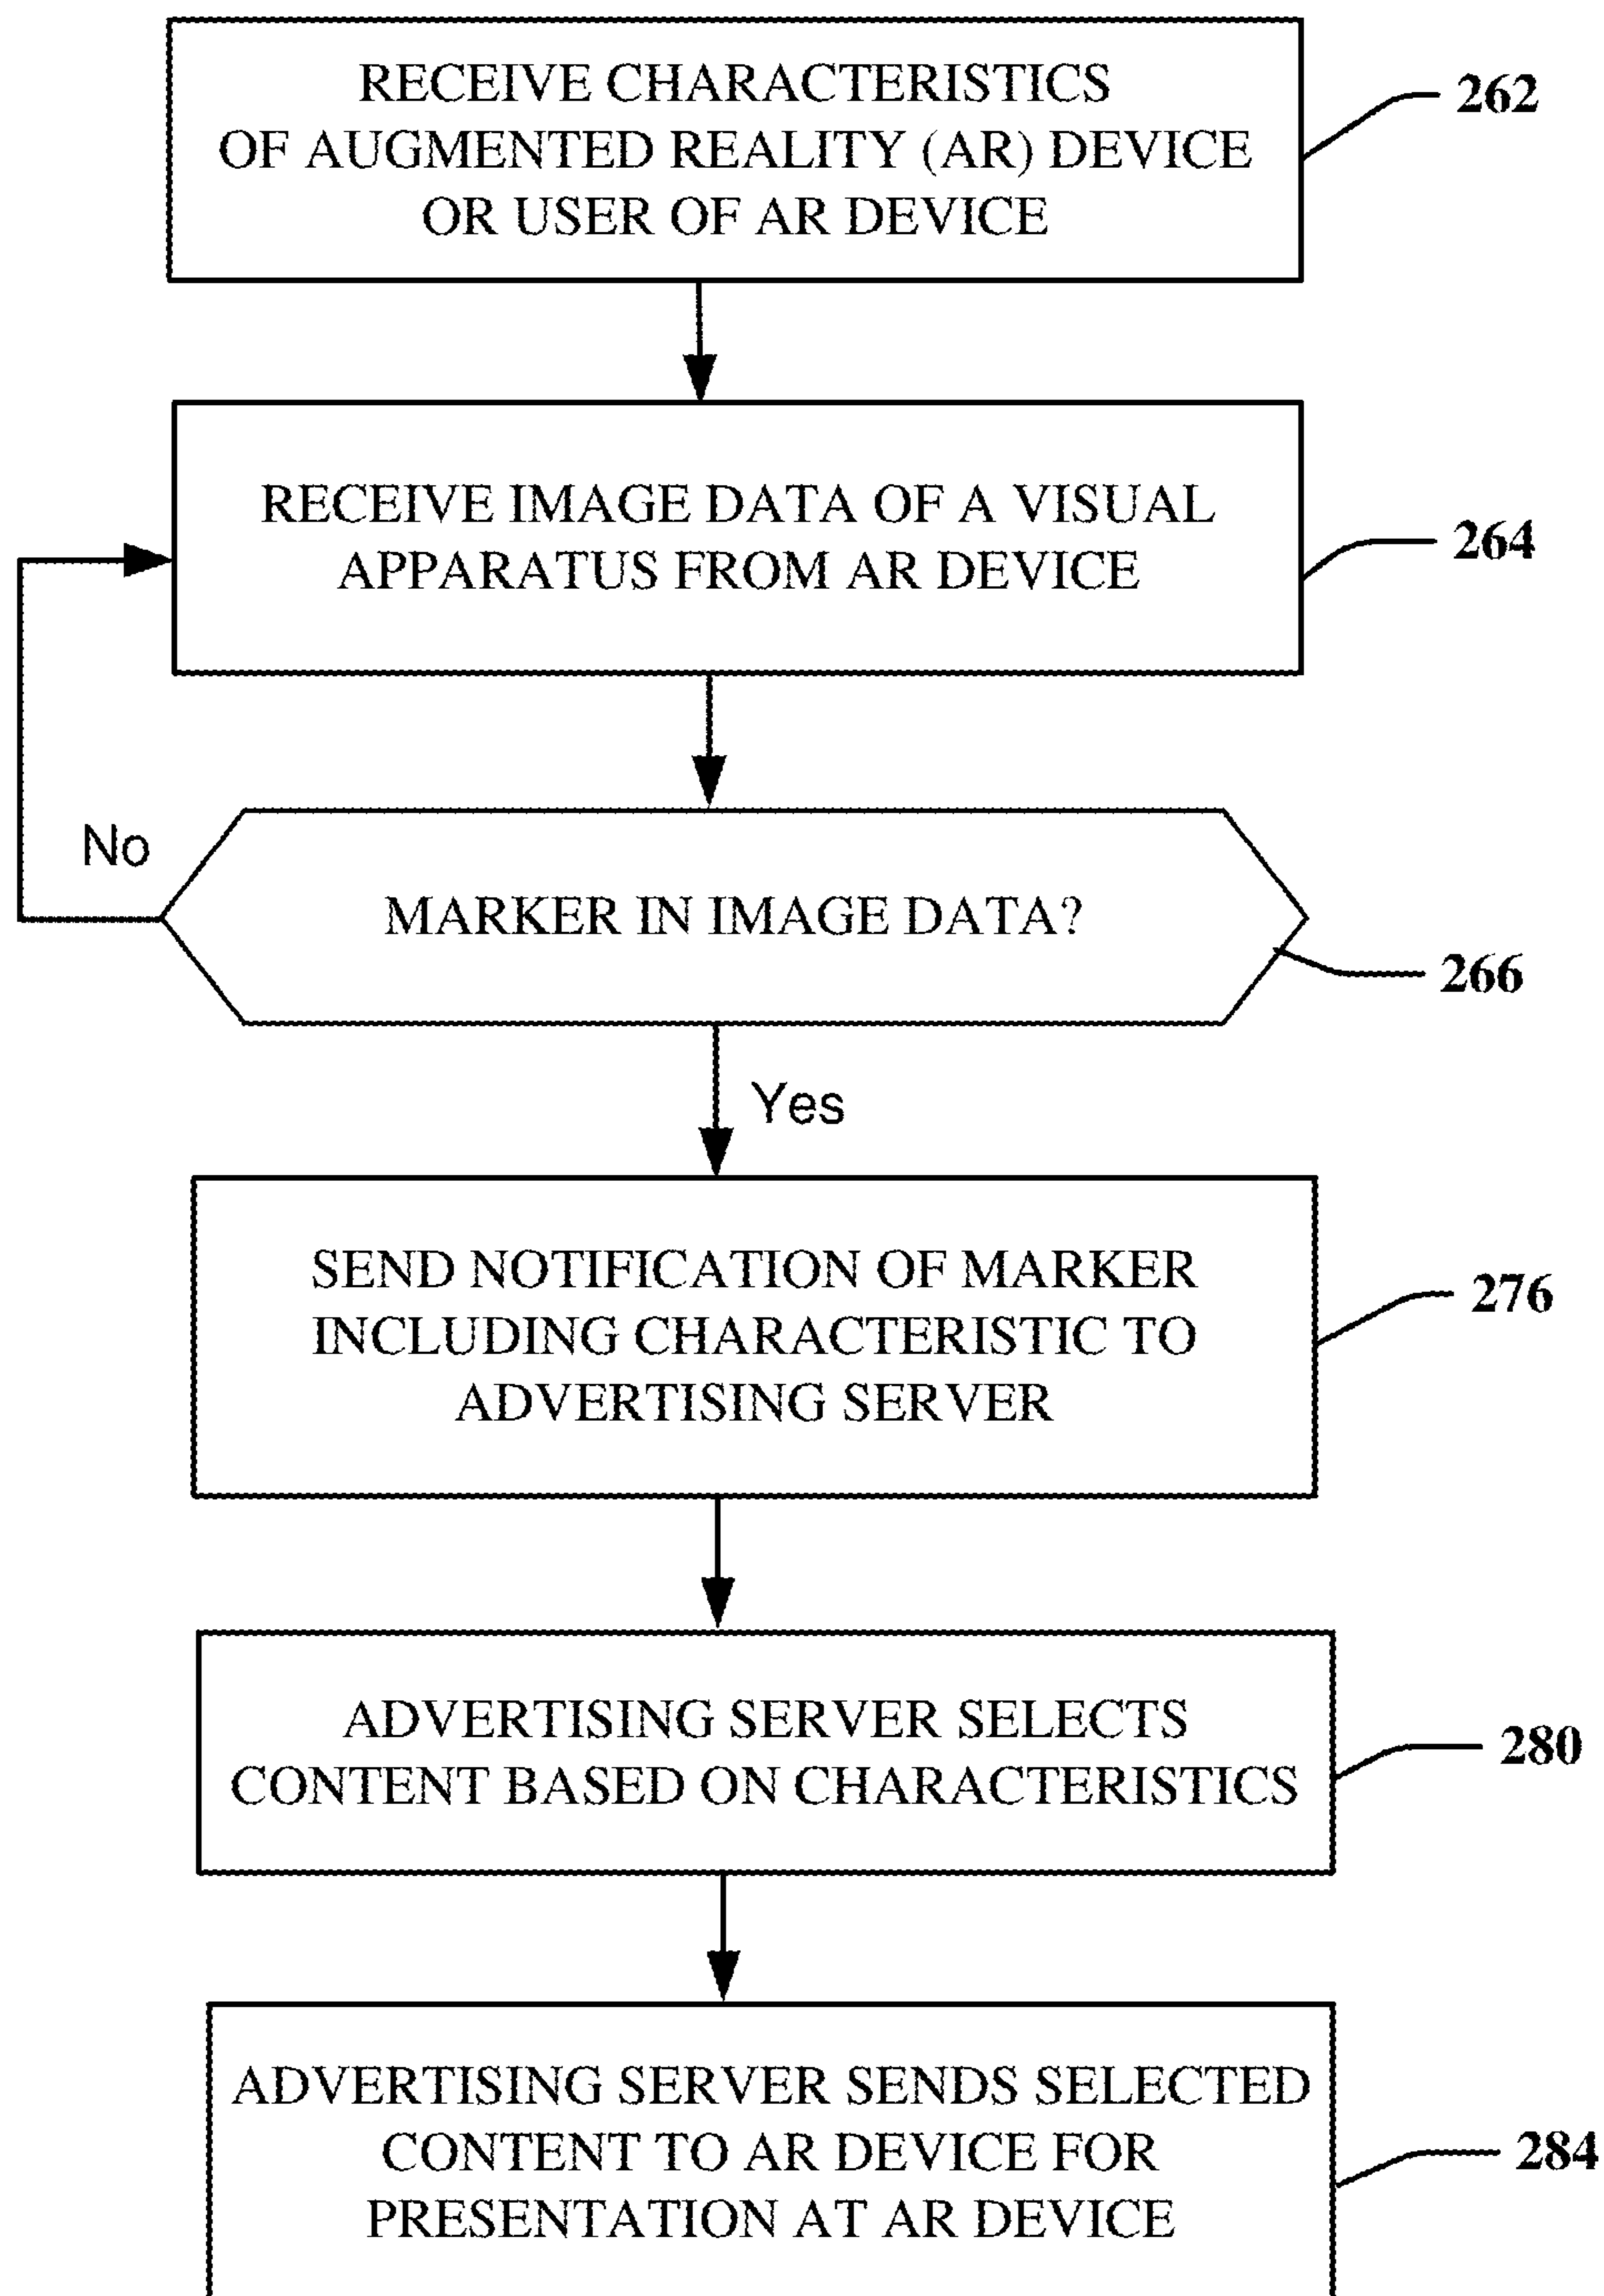 RECEIVE CHARACTERISTICS
OF AUGMENTED REALITY (AR) DEVICE
OR USER OF AR DEVICE
262
RECEIVE IMAGE DATA OF A VISUAL
APPARATUS FROM AR DEVICE
264
No
MARKER IN IMAGE DATA?
266
Yes
SEND NOTIFICATION OF MARKER
INCLUDING CHARACTERISTIC TO
ADVERTISING SERVER
276
ADVERTISING SERVER SELECTS
CONTENT BASED ON CHARACTERISTICS
280
ADVERTISING SERVER SENDS SELECTED
CONTENT TO AR DEVICE FOR
PRESENTATION AT AR DEVICE
284